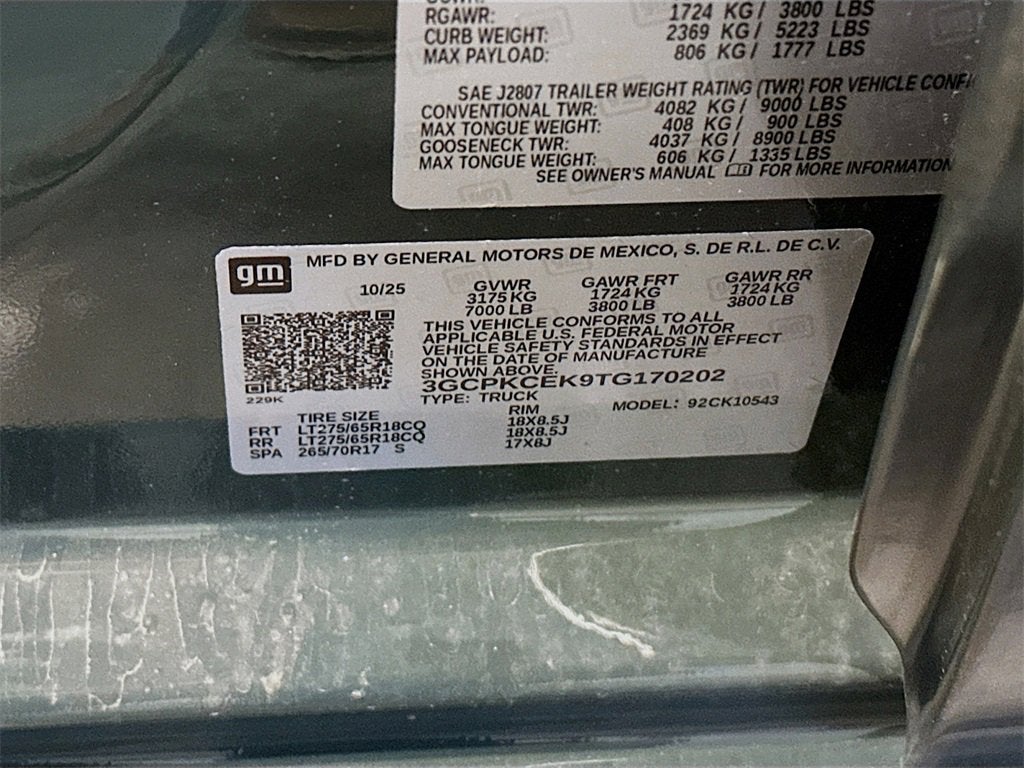 RGAWR: 1724 KG / 3800 LBS
CURB WEIGHT: 2369 KG / 5223 LBS
MAX PAYLOAD: 806 KG / 1777 LBS
SAE J2807 TRAILER WEIGHT RATING (TWR) FOR VEHICLE
CONVENTIONAL TWR: 4082 KG / 9000 LBS
MAX TONGUE WEIGHT: 408 KG / 900 LBS
GOOSENECK TWR: 4037 KG / 8900 LBS
MAX TONGUE WEIGHT: 606 KG / 1335 LBS
SEE OWNER'S MANUAL FOR MORE INFORMATION
gm
MFD BY GENERAL MOTORS DE MEXICO, S. DE R.L. DE C.V.
10/25 GVWR GAWR FRT GAWR RR
3175 KG 1724 KG 1724 KG
7000 LB 3800 LB 3800 LB
THIS VEHICLE CONFORMS TO ALL
APPLICABLE U.S. FEDERAL MOTOR
VEHICLE SAFETY STANDARDS IN EFFECT
ON THE DATE OF MANUFACTURE
SHOWN ABOVE.
3GCPKCEK9TG170202
229K
TYPE: TRUCK MODEL: 92CK10543
TIRE SIZE RIM
FRT LT275/65R18CQ 18X8.5J
RR LT275/65R18CQ 18X8.5J
SPA 265/70R17 S 17X8J